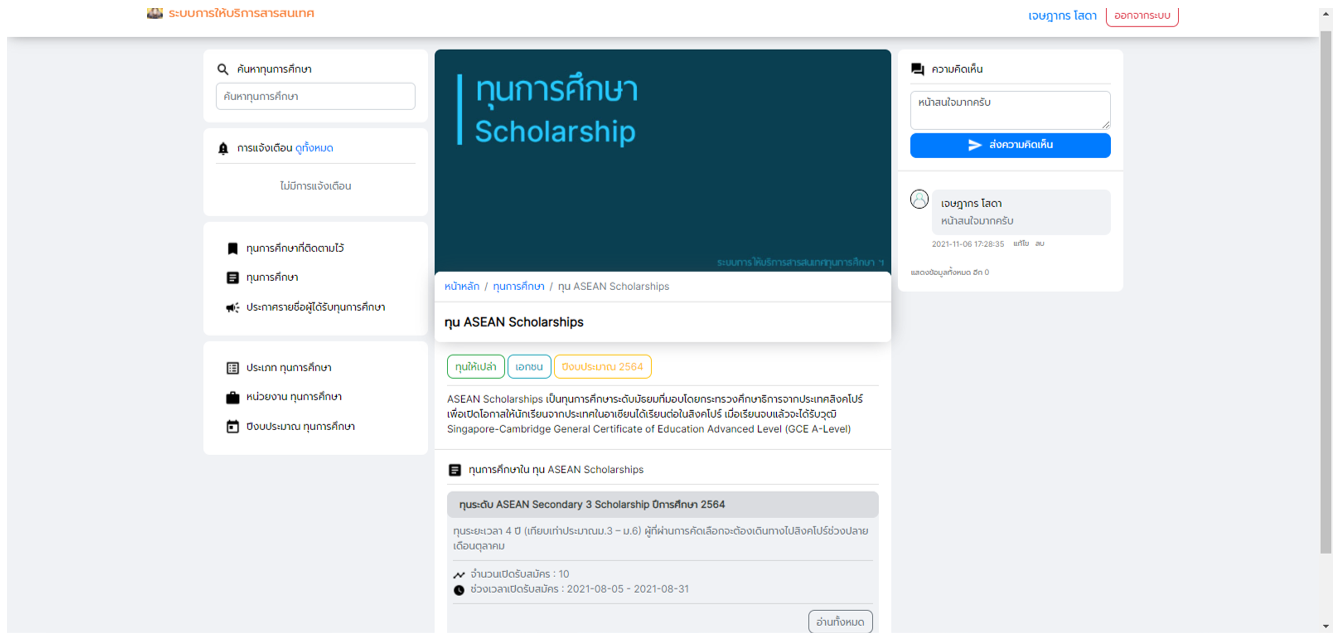 ระบบการให้บริการสารสนเทศ
เจษฎากร โสดา
ออกจากระบบ
ค้นหาทุนการศึกษา
ค้นหาทุนการศึกษา
การแจ้งเตือน ดูทั้งหมด
ไม่มีการแจ้งเตือน
ทุนการศึกษาที่ติดตามไว้
ทุนการศึกษา
ประกาศรายชื่อผู้ได้รับทุนการศึกษา
ประเภท ทุนการศึกษา
หน่วยงาน ทุนการศึกษา
ปีงบประมาณ ทุนการศึกษา
ทุนการศึกษา
Scholarship
ระบบการให้บริการสารสนเทศทุนการศึกษา ฯ
หน้าหลัก / ทุนการศึกษา / ทุน ASEAN Scholarships
ทุน ASEAN Scholarships
ทุนให้เปล่า
เอกชน
ปีงบประมาณ 2564
ASEAN Scholarships เป็นทุนการศึกษาระดับมัธยมที่มอบโดยกระทรวงศึกษาธิการจากประเทศสิงคโปร์
เพื่อเปิดโอกาสให้นักเรียนจากประเทศในอาเซียนได้เรียนต่อในสิงคโปร์ เมื่อเรียนจบแล้วจะได้รับวุฒิ
Singapore-Cambridge General Certificate of Education Advanced Level (GCE A-Level)
ทุนการศึกษาใน ทุน ASEAN Scholarships
ทุนระดับ ASEAN Secondary 3 Scholarship ปีการศึกษา 2564
ทุนระยะเวลา 4 ปี (เทียบเท่าประมาณม.3 – ม.6) ผู้ที่ผ่านการคัดเลือกจะต้องเดินทางไปสิงคโปร์ช่วงปลาย
เดือนตุลาคม
จำนวนเปิดรับสมัคร : 10
ช่วงเวลาเปิดรับสมัคร : 2021-08-05 - 2021-08-31
อ่านทั้งหมด
ความคิดเห็น
หน้าสนใจมากครับ
ส่งความคิดเห็น
เจษฎากร โสดา
หน้าสนใจมากครับ
2021-11-06 17:28:35 แก้ไข ลบ
แสดงข้อมูลทั้งหมด อีก 0